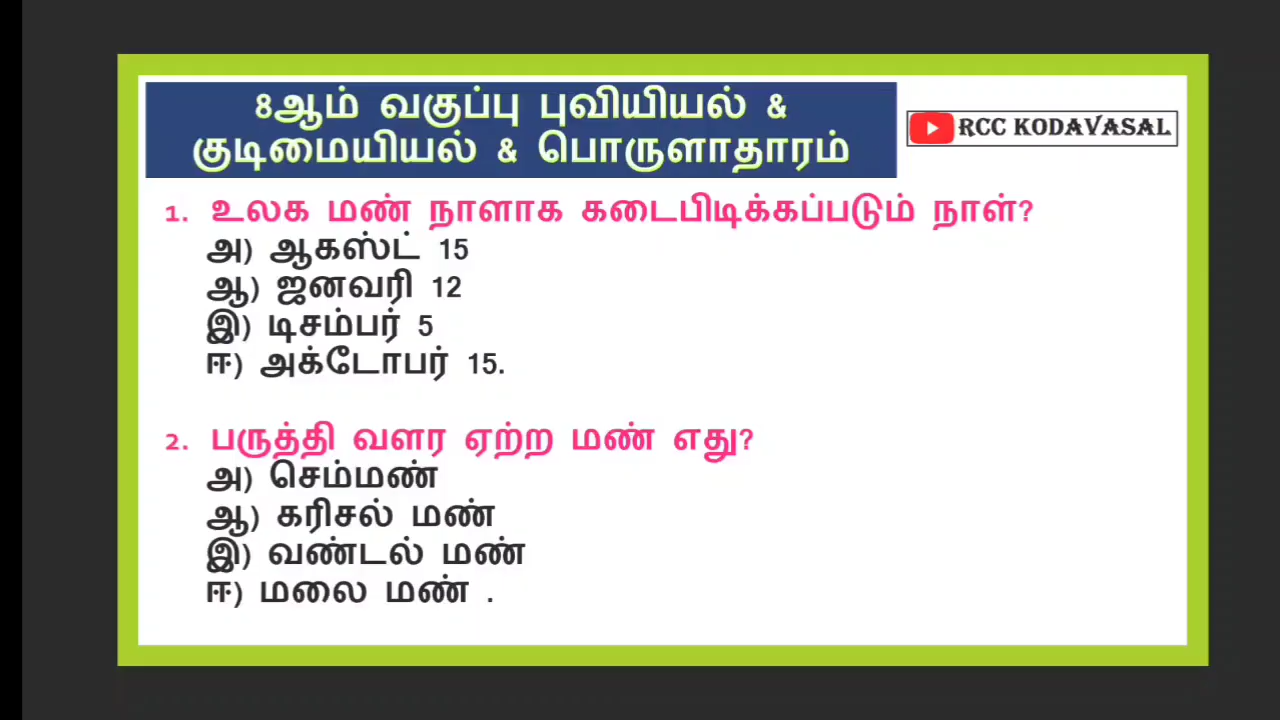 8ஆம் வகுப்பு புவியியல் &
குடிமையியல் & பொருளாதாரம்
RCC KODAVASAL
1. உலக மண் நாளாக கடைபிடிக்கப்படும் நாள்?
அ) ஆகஸ்ட் 15
ஆ) ஜனவரி 12
இ) டிசம்பர் 5
ஈ) அக்டோபர் 15.
2. பருத்தி வளர ஏற்ற மண் எது?
அ) செம்மண்
ஆ) கரிசல் மண்
இ) வண்டல் மண்
ஈ) மலை மண் .